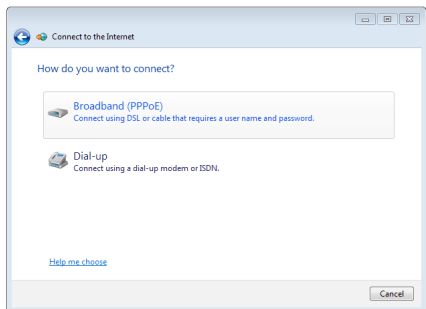 Connect to the Internet
How do you want to connect?
Broadband (PPPoE)
Connect using DSL or cable that requires a user name and password.
Dial-up
Connect using a dial-up modem or ISDN.
Help me choose
Cancel